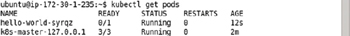 ubuntu@ip-172-30-1-235:~$ kubectl get pods
NAME READY STATUS RESTARTS AGE
hello-world-syrqz 0/1 Running 0 12s
k8s-master-127.0.0.1 3/3 Running 0 2m